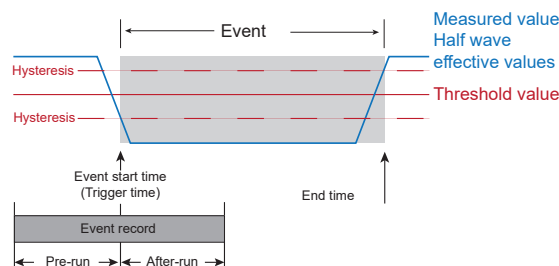 Event
Measured value
Half wave
effective values
Hysteresis
Threshold value
Hysteresis
Event start time
(Trigger time)
End time
Event record
Pre-run
After-run